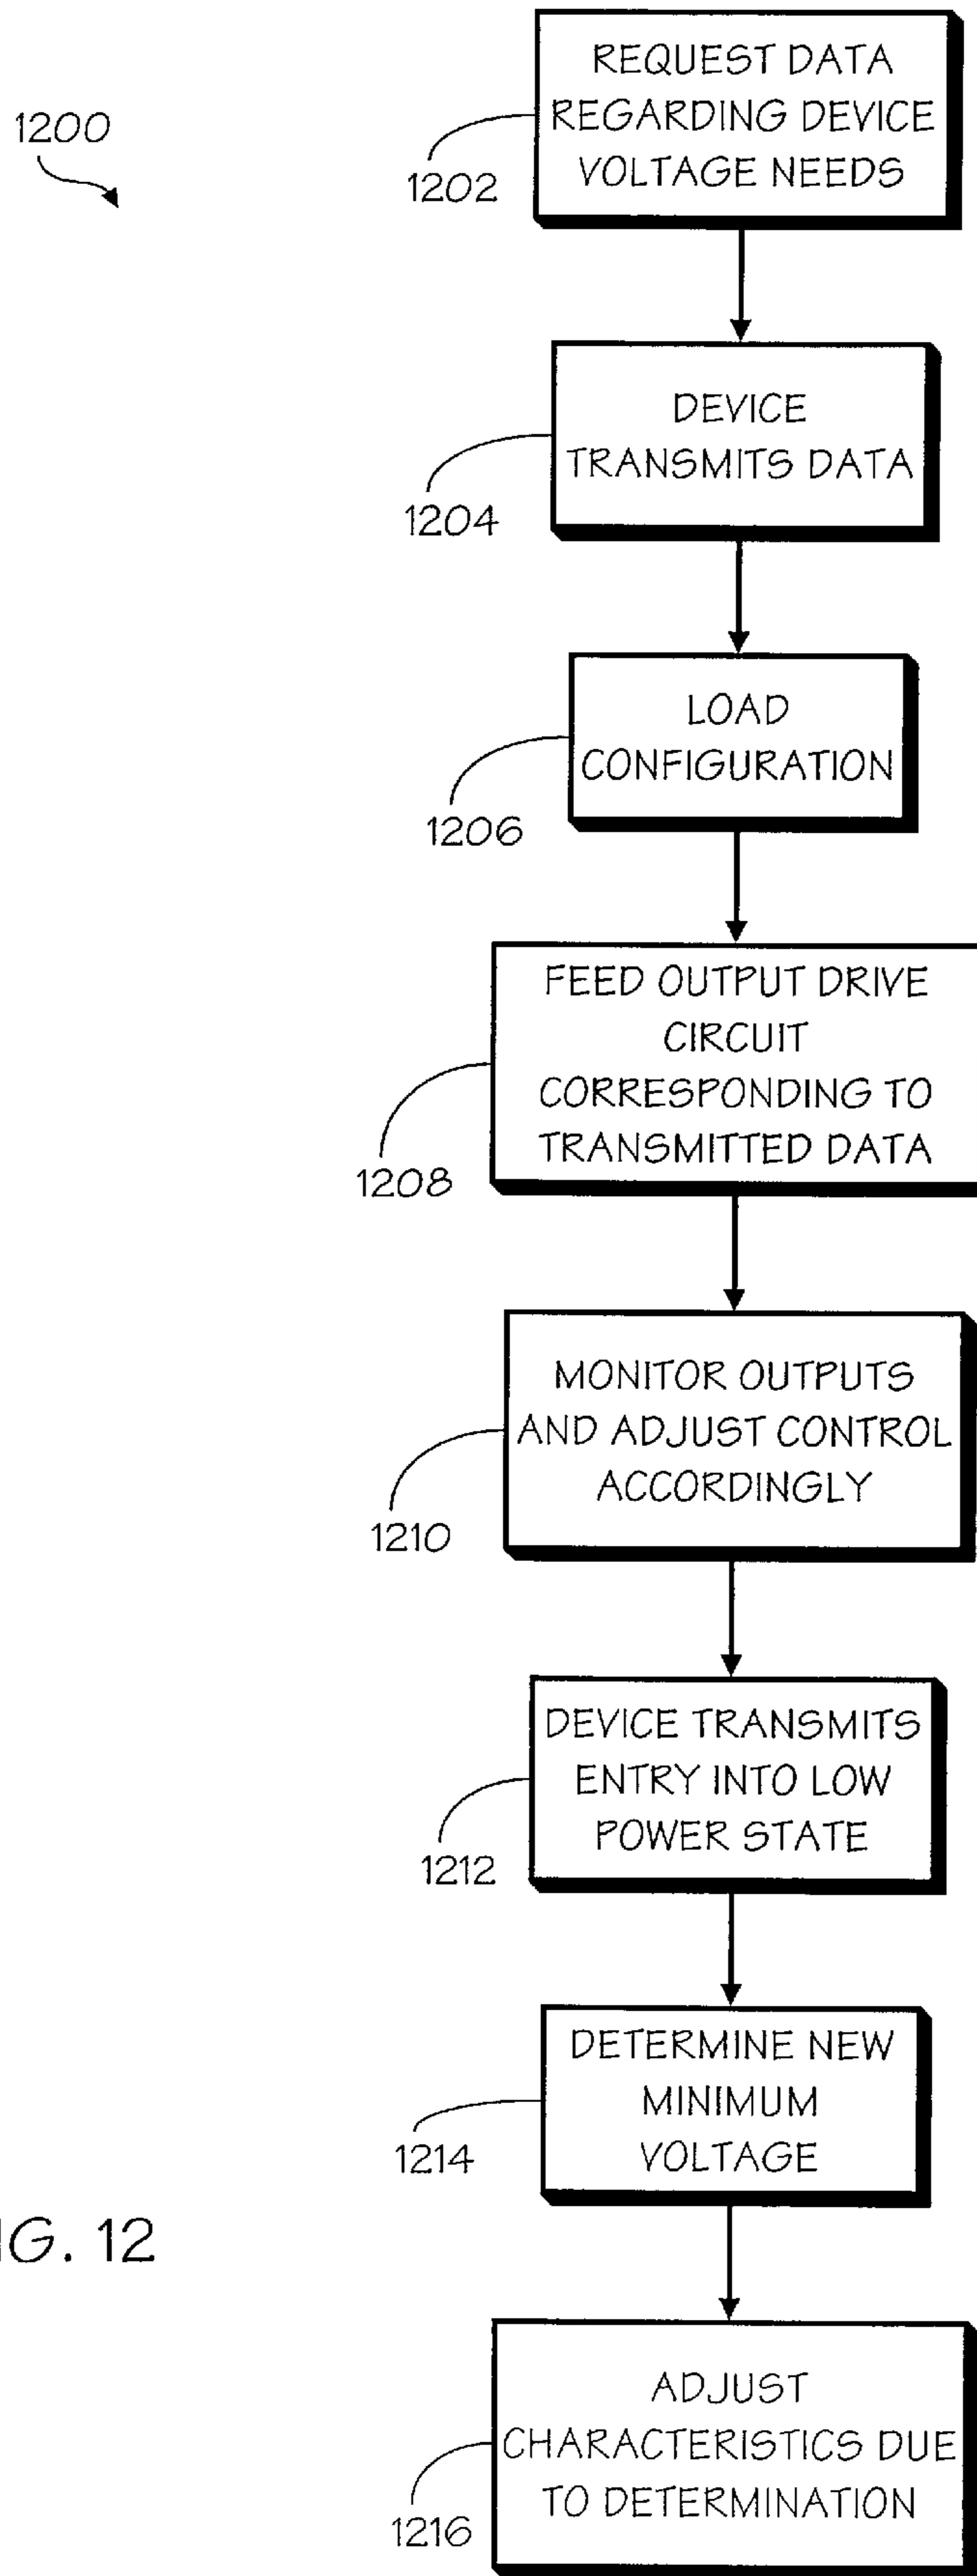 1200
REQUEST DATA
REGARDING DEVICE
VOLTAGE NEEDS
1202
DEVICE
TRANSMITS DATA
1204
LOAD
CONFIGURATION
1206
FEED OUTPUT DRIVE
CIRCUIT
CORRESPONDING TO
TRANSMITTED DATA
1208
MONITOR OUTPUTS
AND ADJUST CONTROL
ACCORDINGLY
1210
DEVICE TRANSMITS
ENTRY INTO LOW
POWER STATE
1212
DETERMINE NEW
MINIMUM
VOLTAGE
1214
G. 12
ADJUST
CHARACTERISTICS DUE
TO DETERMINATION
1216